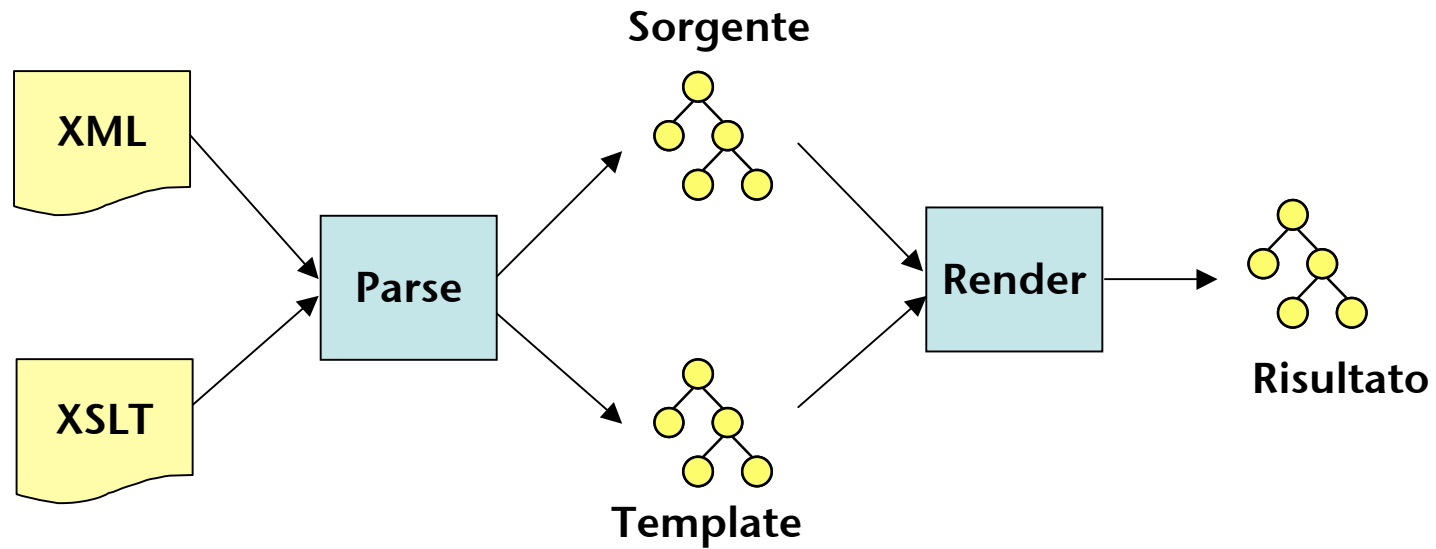 Sorgente
XML
Parse
Render
Risultato
XSLT
Template